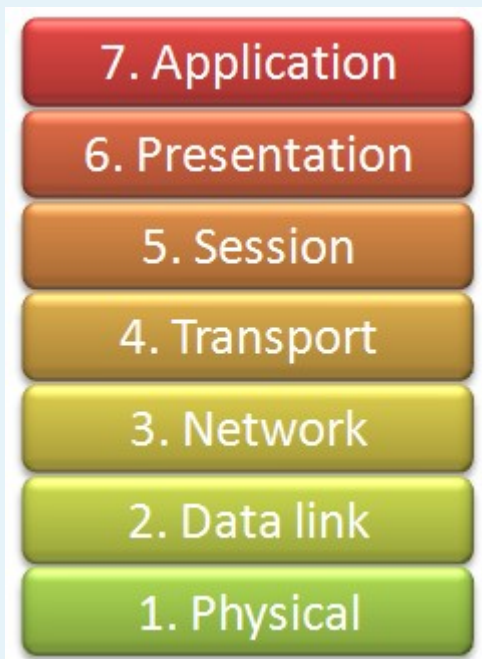 7. Application
6. Presentation
5. Session
4. Transport
3. Network
2. Data link
1. Physical